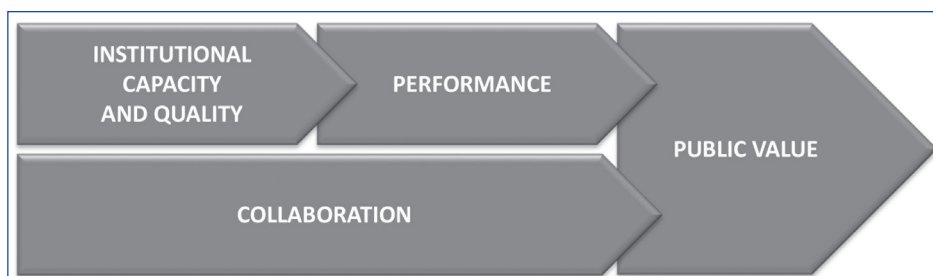 INSTITUTIONAL
CAPACITY
AND QUALITY
PERFORMANCE
PUBLIC VALUE
COLLABORATION